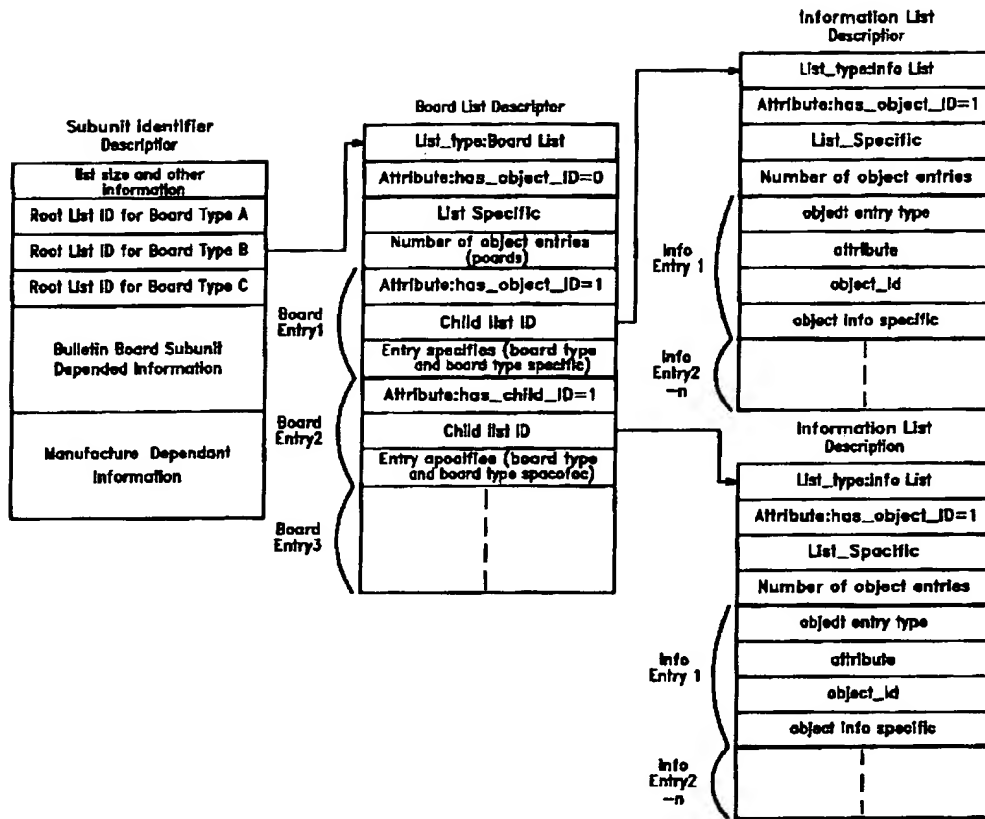 Subunit Identifier
Descriptior
list size and other
information
Root List ID for Board Type A
Root List ID for Board Type B
Root List ID for Board Type C
Bulletin Board Subunit
Depended Information
Manufacture Dependant
Information
Board List Descriptor
List_type:Board List
Attribute:has_object_ID=0
List Specific
Number of object entries
(poards)
Attribute:has_object_ID=1
Child list ID
Entry specifies (board type
and board type specific)
Attribute:has_child_ID=1
Child list ID
Entry apoolfiee (board type
and board type spacofec)
Board
Entry1
Board
Entry2
Board
Entry3
Information List
Descriptior
List_type:Info List
Attribute:has_object_ID=1
List_Specific
Number of object entries
objedt entry type
attribute
object_id
object info specific
Info
Entry 1
Info
Entry2
-n
Information List
Description
List_type:Info List
Attribute:has_object_ID=1
List_Spacific
Number of object entries
objedt entry type
attribute
object_id
object info specific
Info
Entry 1
Info
Entry2
-n